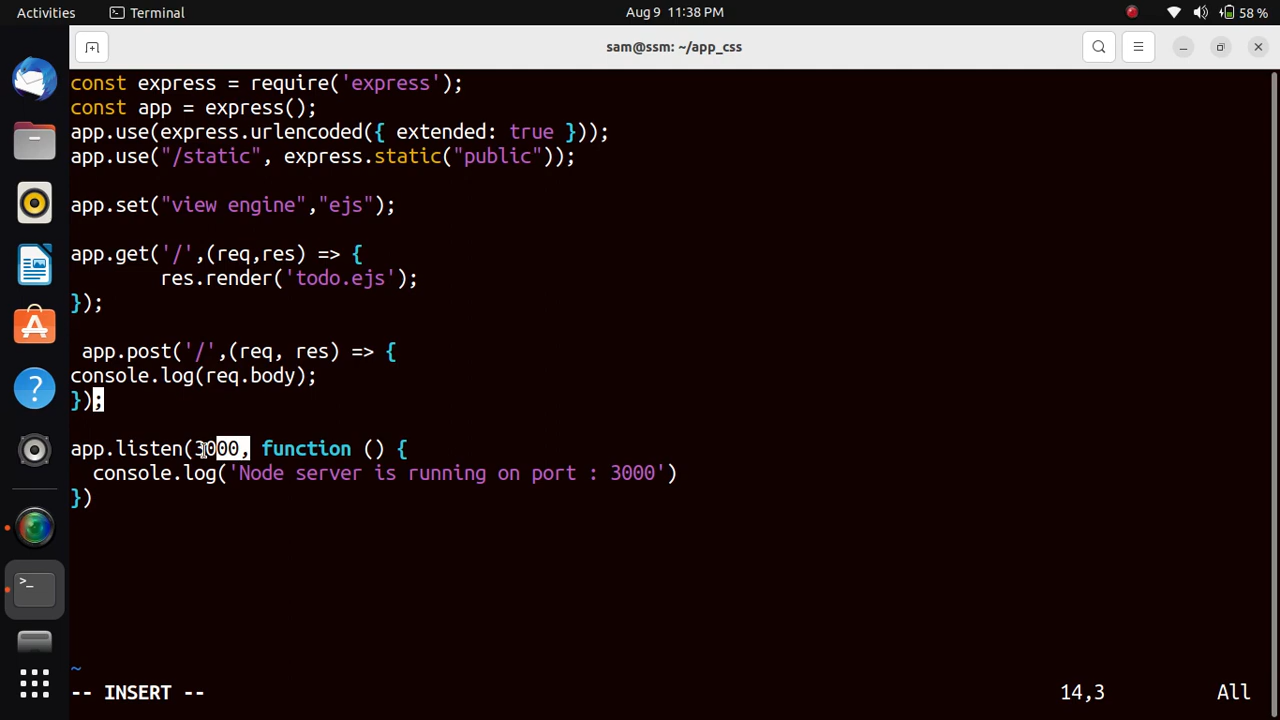 Activities
Terminal
Aug 9 11:38 PM
58 %
sam@ssm: ~/app_css
const express = require('express');
const app = express();
app.use(express.urlencoded({ extended: true }));
app.use("/static", express.static("public"));
app.set("view engine","ejs");
app.get('/',(req,res) => {
res.render('todo.ejs');
});
app.post('/',(req, res) => {
console.log(req.body);
});
app.listen(3000, function () {
console.log('Node server is running on port : 3000')
})
~
-- INSERT --
14,3
All